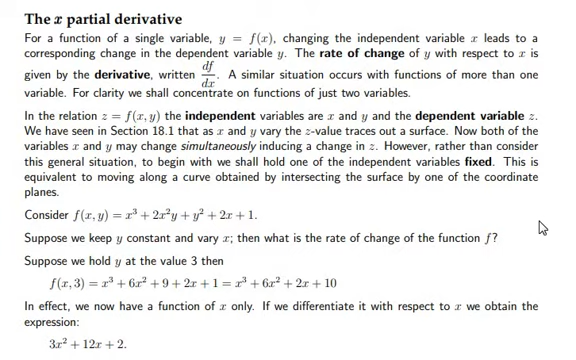 The x partial derivative
For a function of a single variable, y = f(x), changing the independent variable x leads to a
corresponding change in the dependent variable y. The rate of change of y with respect to x is
given by the derivative, written df/dx. A similar situation occurs with functions of more than one
variable. For clarity we shall concentrate on functions of just two variables.
In the relation z = f(x, y) the independent variables are x and y and the dependent variable z.
We have seen in Section 18.1 that as x and y vary the z-value traces out a surface. Now both of the
variables x and y may change simultaneously inducing a change in z. However, rather than consider
this general situation, to begin with we shall hold one of the independent variables fixed. This is
equivalent to moving along a curve obtained by intersecting the surface by one of the coordinate
planes.
Consider f(x, y) = x³ + 2x²y + y² + 2x + 1.
Suppose we keep y constant and vary x; then what is the rate of change of the function f?
Suppose we hold y at the value 3 then
f(x, 3) = x³ + 6x² + 9 + 2x + 1 = x³ + 6x² + 2x + 10
In effect, we now have a function of x only. If we differentiate it with respect to x we obtain the
expression:
3x² + 12x + 2.